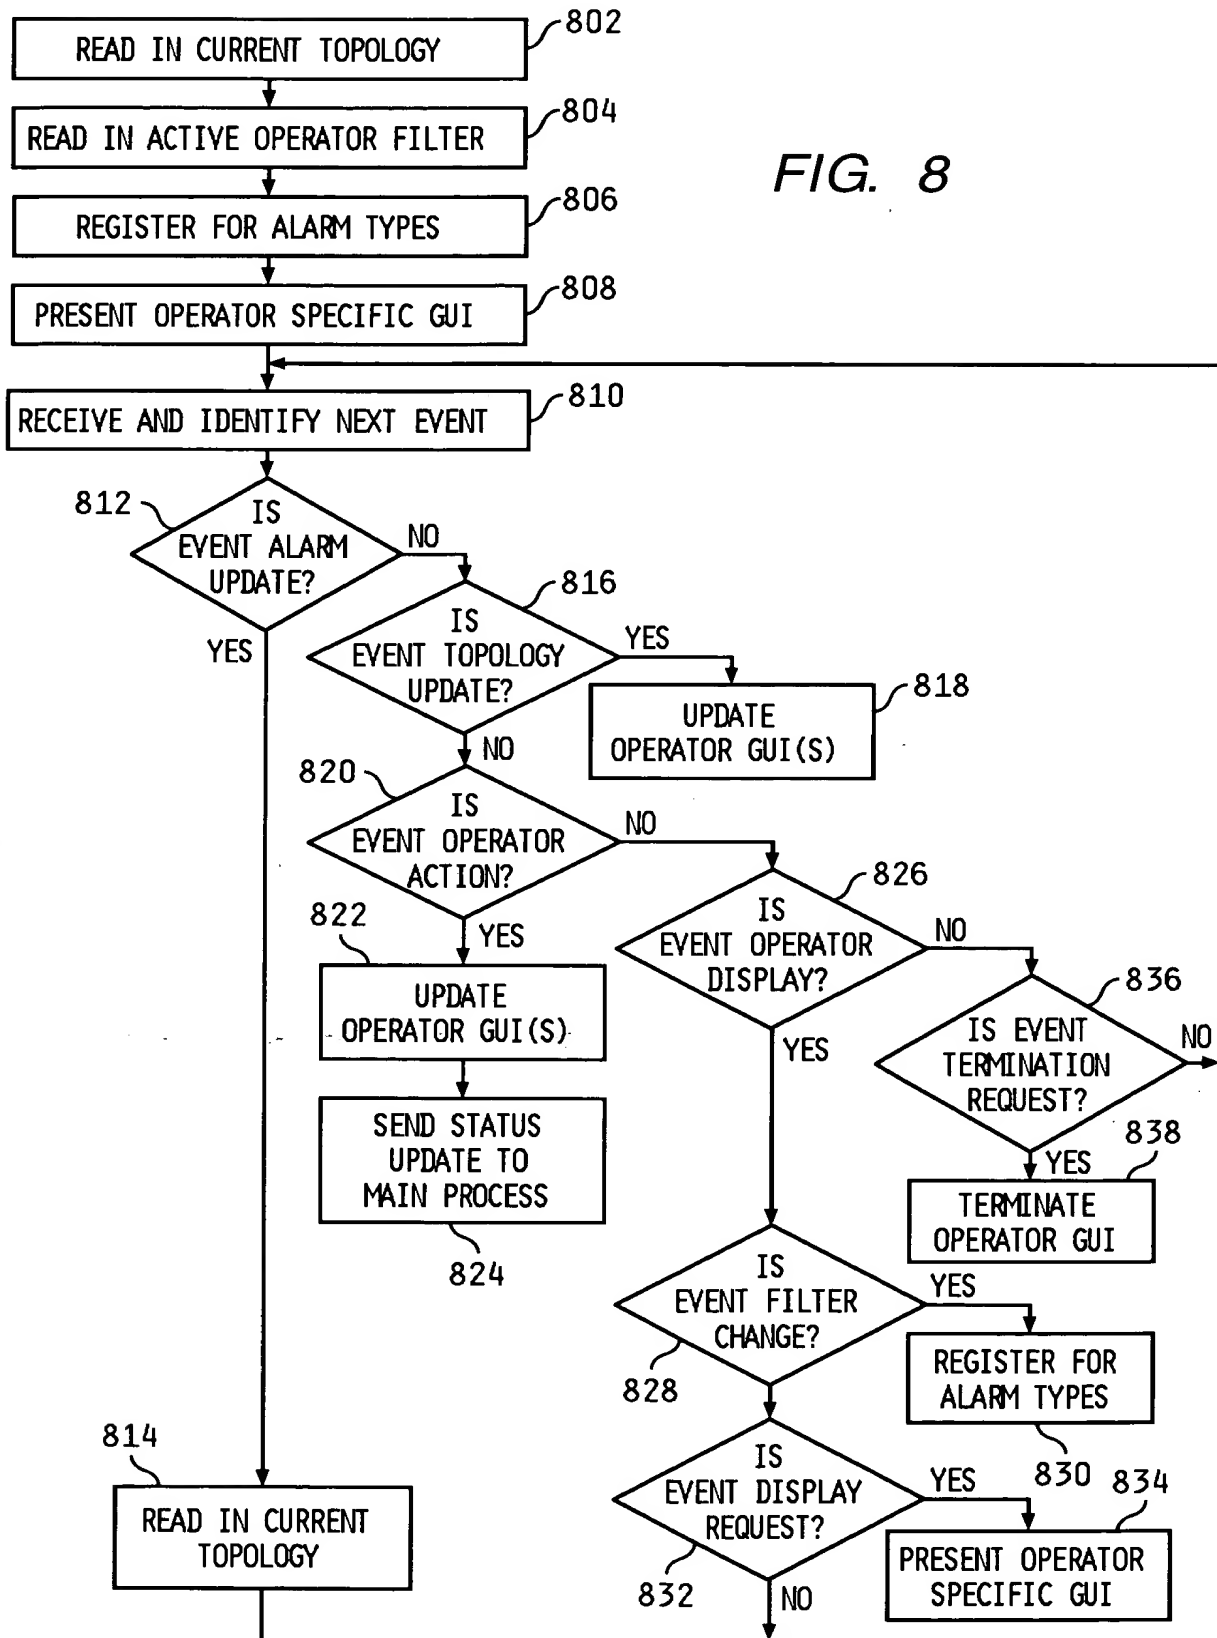 802
READ IN CURRENT TOPOLOGY
804
READ IN ACTIVE OPERATOR FILTER
FIG. 8
806
REGISTER FOR ALARM TYPES
808
PRESENT OPERATOR SPECIFIC GUI
810
RECEIVE AND IDENTIFY NEXT EVENT
812
IS
EVENT ALARM
UPDATE?
NO
YES
816
IS
EVENT TOPOLOGY
UPDATE?
YES
NO
818
UPDATE
OPERATOR GUI(S)
820
IS
EVENT OPERATOR
ACTION?
NO
YES
822
UPDATE
OPERATOR GUI(S)
SEND STATUS
UPDATE TO
MAIN PROCESS
824
826
IS
EVENT OPERATOR
DISPLAY?
NO
YES
836
IS EVENT
TERMINATION
REQUEST?
NO
YES
838
TERMINATE
OPERATOR GUI
IS
EVENT FILTER
CHANGE?
YES
828
REGISTER FOR
ALARM TYPES
830
814
READ IN CURRENT
TOPOLOGY
IS
EVENT DISPLAY
REQUEST?
YES
832
NO
834
PRESENT OPERATOR
SPECIFIC GUI